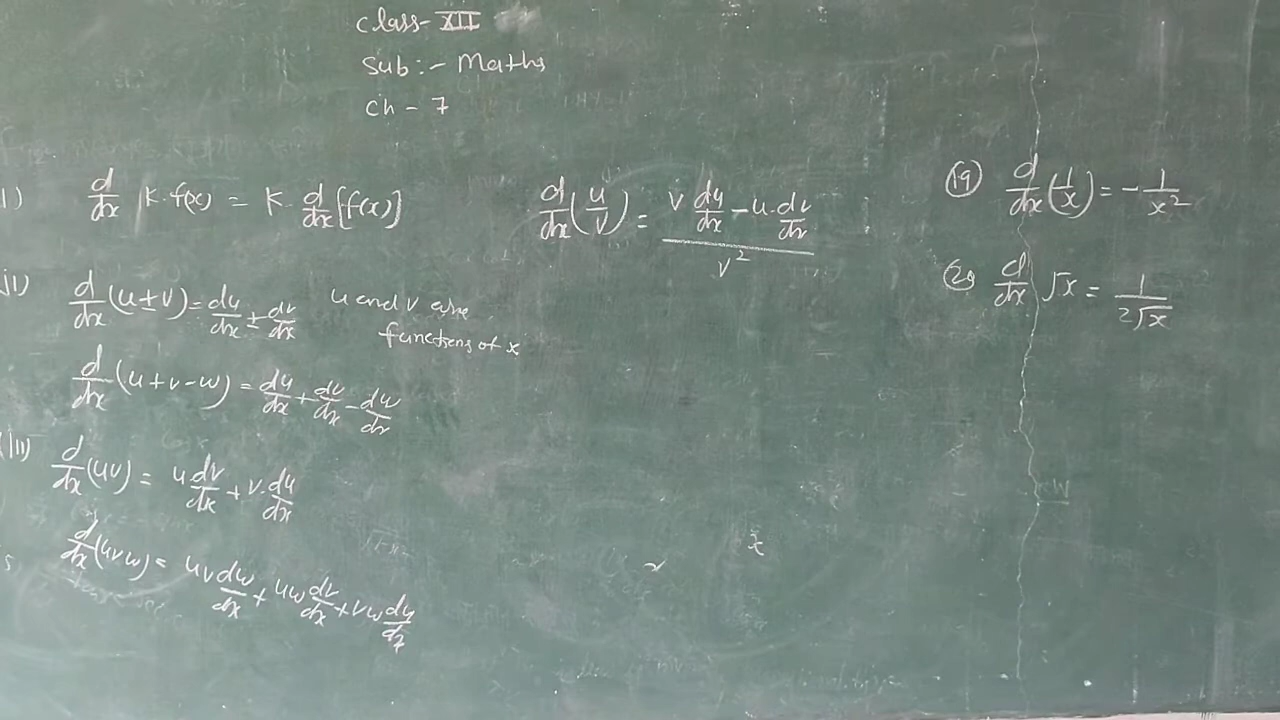 Class- XII
Sub :- Maths
Ch - 7
i) d/dx K·f(x) = K· d/dx [f(x)]
ii) d/dx (u ± v) = du/dx ± dv/dx u and v are
functions of x
d/dx (u + v - w) = du/dx + dv/dx - dw/dx
(iii) d/dx (uv) = u dv/dx + v· du/dx
d/dx (uvw) = uv dw/dx + uw dv/dx + vw du/dx
d/dx (u/v) = (v du/dx - u· dv/dx) / v²
(19) d/dx (1/x) = - 1/x²
(20) d/dx √x = 1/(2√x)